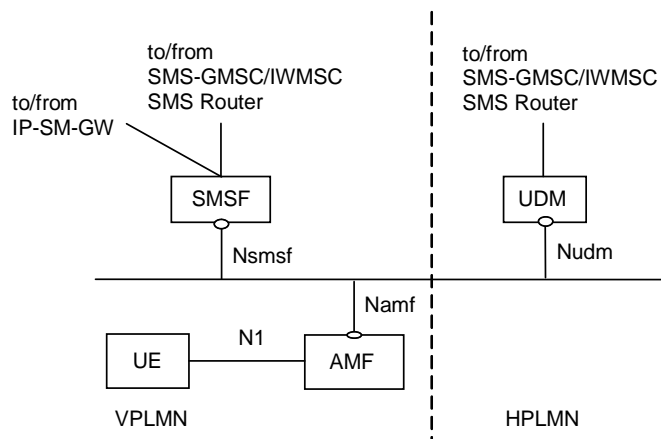 to/from
SMS-GMSC/IWMSC
SMS Router
to/from
IP-SM-GW
SMSF
Nsmsf
to/from
SMS-GMSC/IWMSC
SMS Router
UDM
Nudm
Namf
UE
N1
AMF
VPLMN
HPLMN